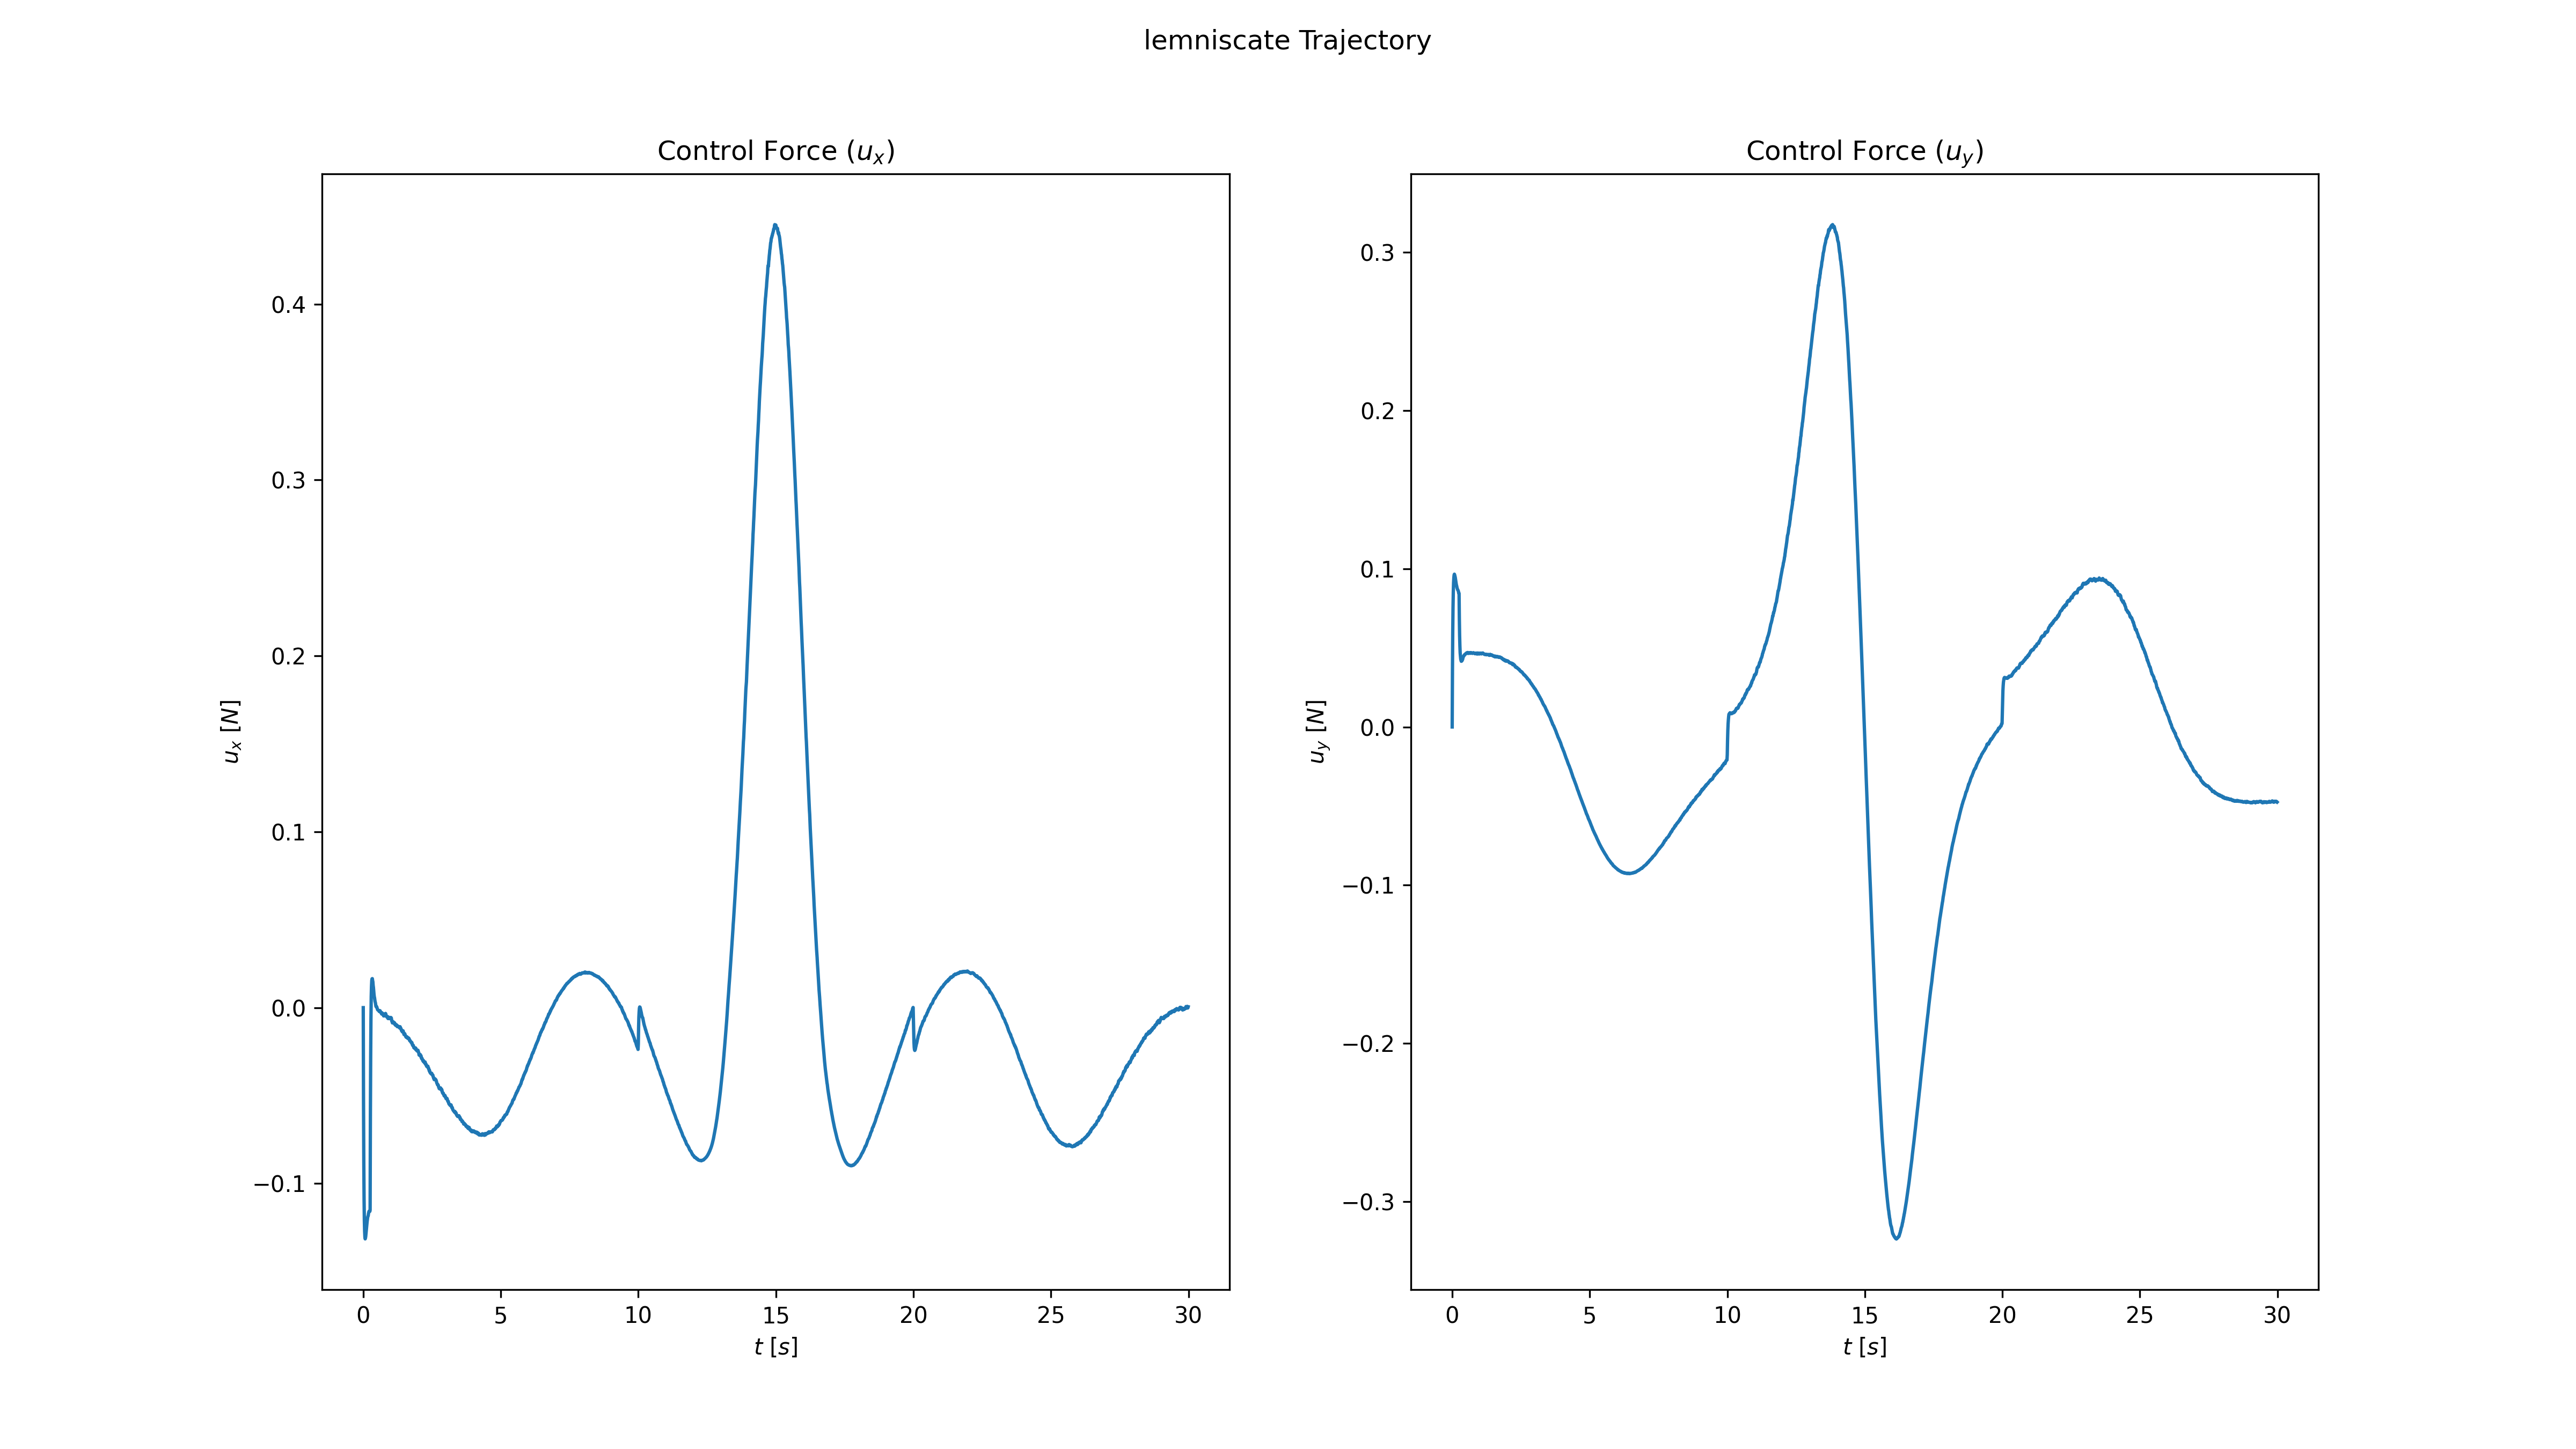 lemniscate Trajectory
Control Force (u_x)
0.4
0.3
0.2
0.1
0.0
−0.1
u_x [N]
0 5 10 15 20 25 30
t [s]
Control Force (u_y)
0.3
0.2
0.1
0.0
−0.1
−0.2
−0.3
u_y [N]
0 5 10 15 20 25 30
t [s]